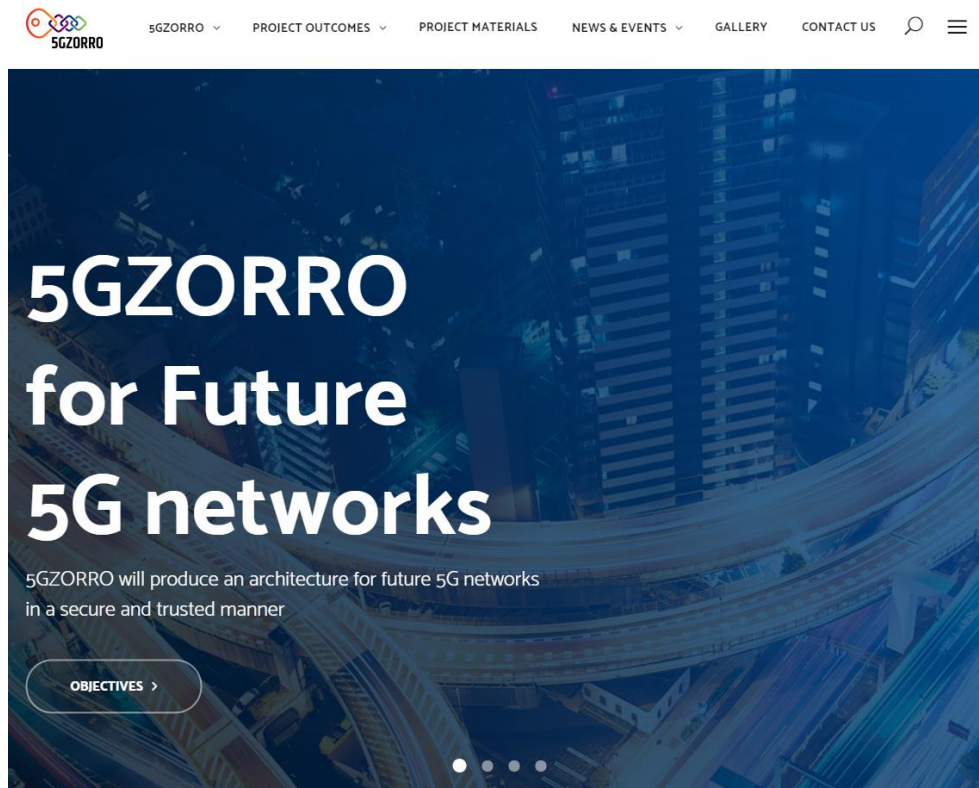 5GZORRO
5GZORRO PROJECT OUTCOMES PROJECT MATERIALS NEWS & EVENTS GALLERY CONTACT US
5GZORRO
for Future
5G networks
5GZORRO will produce an architecture for future 5G networks
in a secure and trusted manner
OBJECTIVES >